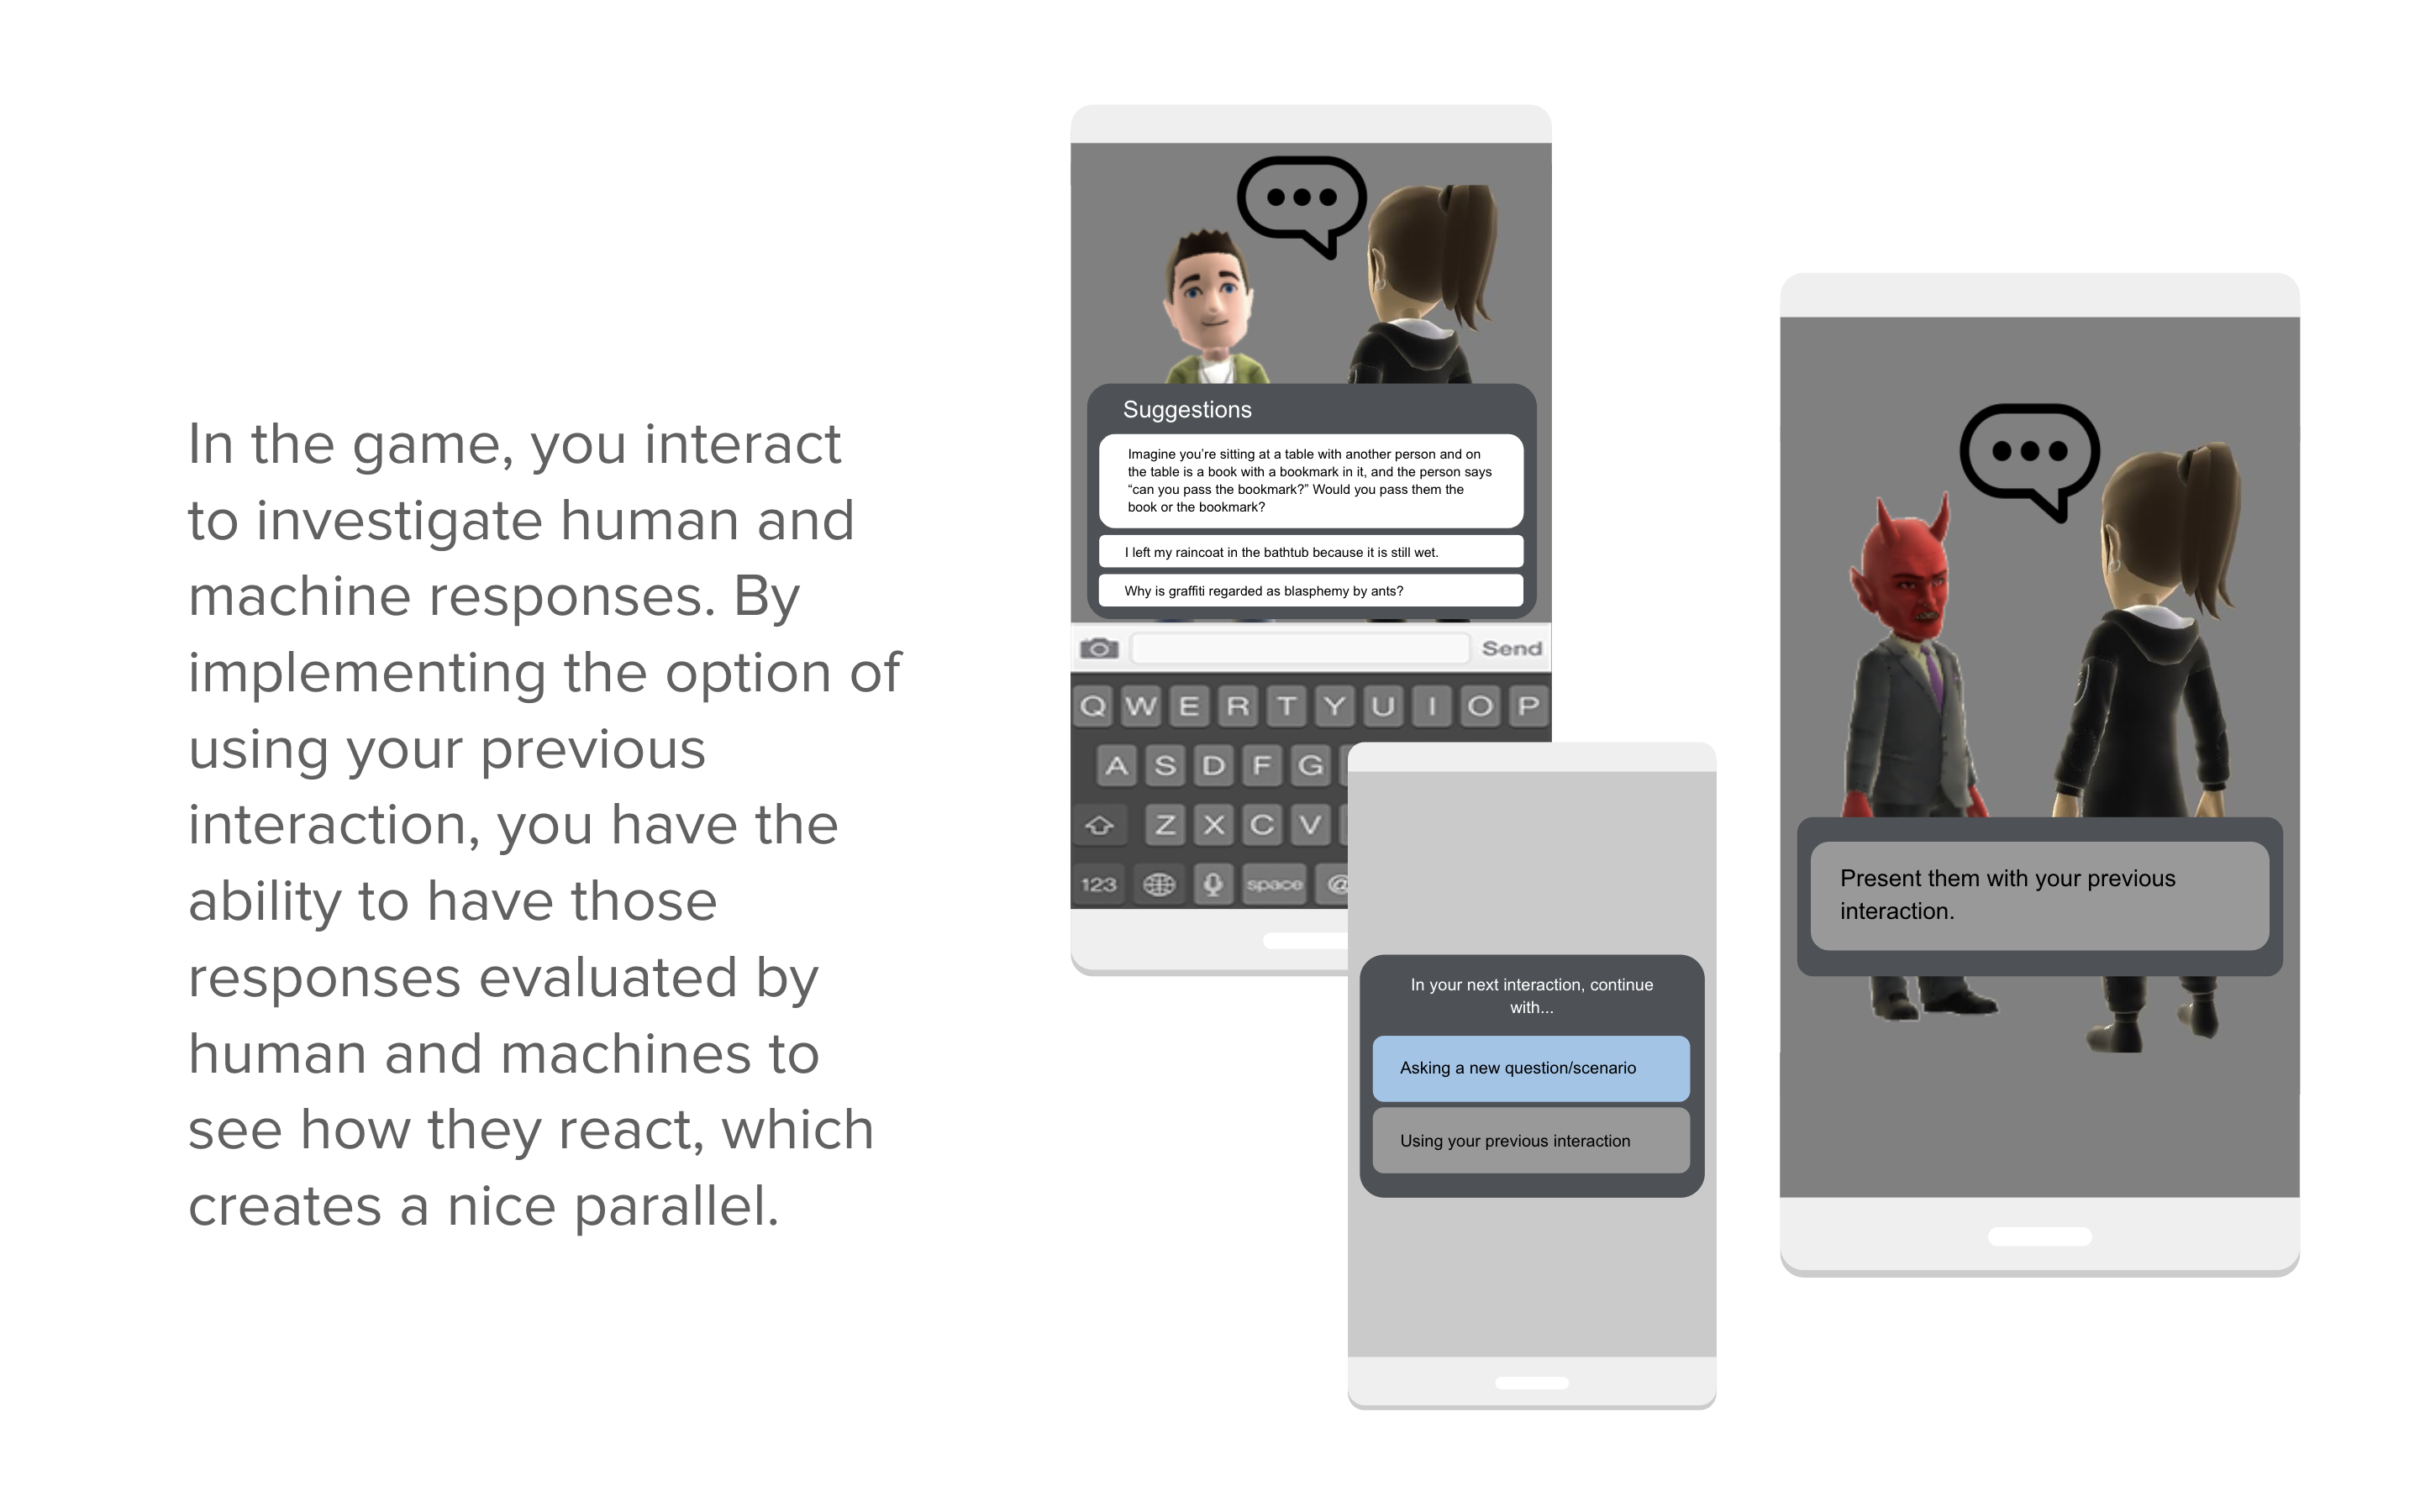 In the game, you interact
to investigate human and
machine responses. By
implementing the option of
using your previous
interaction, you have the
ability to have those
responses evaluated by
human and machines to
see how they react, which
creates a nice parallel.
Suggestions
Imagine you’re sitting at a table with another person and on
the table is a book with a bookmark in it, and the person says
“can you pass the bookmark?” Would you pass them the
book or the bookmark?
I left my raincoat in the bathtub because it is still wet.
Why is graffiti regarded as blasphemy by ants?
Send
Q W E R T Y U I O P
A S D F G
Z X C V
123 space @
In your next interaction, continue
with...
Asking a new question/scenario
Using your previous interaction
Present them with your previous
interaction.